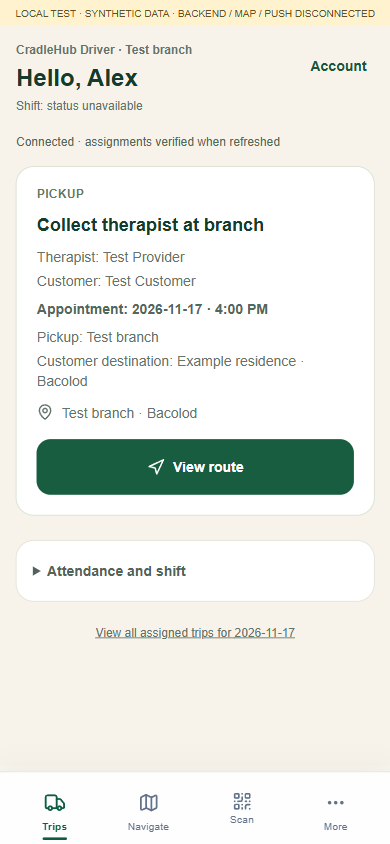 LOCAL TEST · SYNTHETIC DATA · BACKEND / MAP / PUSH DISCONNECTED
CradleHub Driver · Test branch
Hello, Alex
Account
Shift: status unavailable
Connected · assignments verified when refreshed
PICKUP
Collect therapist at branch
Therapist: Test Provider
Customer: Test Customer
Appointment: 2026-11-17 · 4:00 PM
Pickup: Test branch
Customer destination: Example residence ·
Bacolod
Test branch · Bacolod
View route
Attendance and shift
View all assigned trips for 2026-11-17
Trips
Navigate
Scan
More